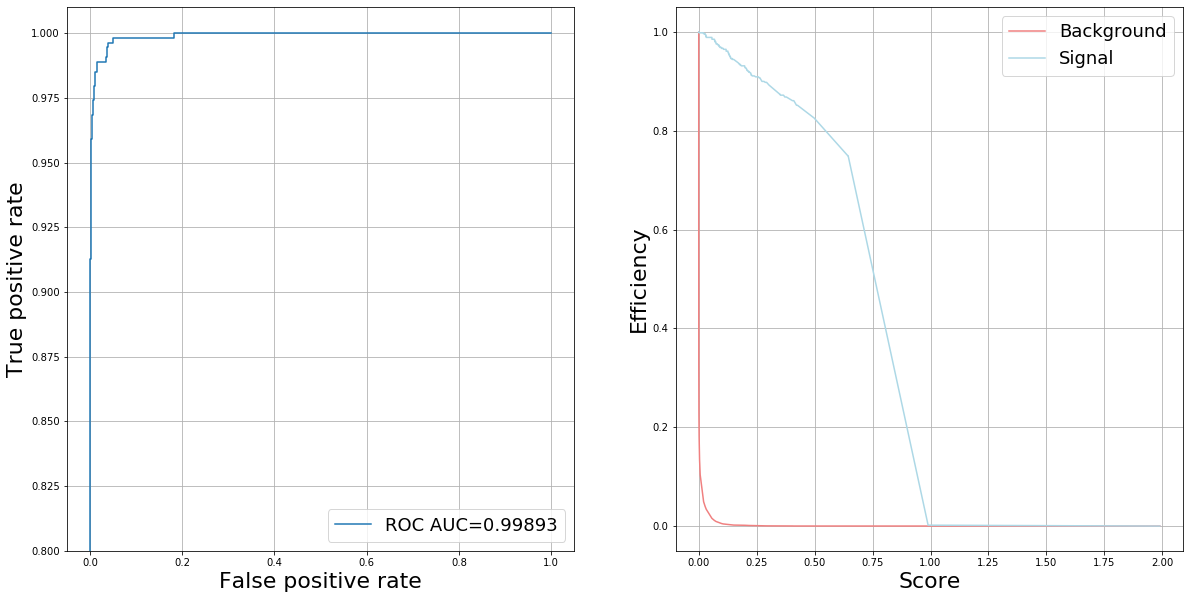 1.000
0.975
0.950
0.925
0.900
0.875
0.850
0.825
0.800
True positive rate
0.0 0.2 0.4 0.6 0.8 1.0
False positive rate
ROC AUC=0.99893
1.0
0.8
0.6
0.4
0.2
0.0
Efficiency
0.00 0.25 0.50 0.75 1.00 1.25 1.50 1.75 2.00
Score
Background
Signal